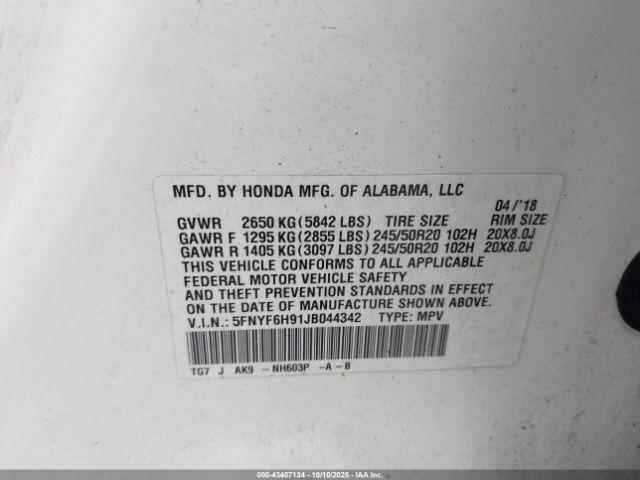 MFD. BY HONDA MFG. OF ALABAMA, LLC
04/'18
GVWR 2650 KG (5842 LBS) TIRE SIZE RIM SIZE
GAWR F 1295 KG (2855 LBS) 245/50R20 102H 20X8.0J
GAWR R 1405 KG (3097 LBS) 245/50R20 102H 20X8.0J
THIS VEHICLE CONFORMS TO ALL APPLICABLE
FEDERAL MOTOR VEHICLE SAFETY
AND THEFT PREVENTION STANDARDS IN EFFECT
ON THE DATE OF MANUFACTURE SHOWN ABOVE.
V.I.N.: 5FNYF6H91JB044342 TYPE: MPV
TG7 J AK9 -NH603P -A-B
000-43407134 - 10/10/2025 - COPART, Inc.